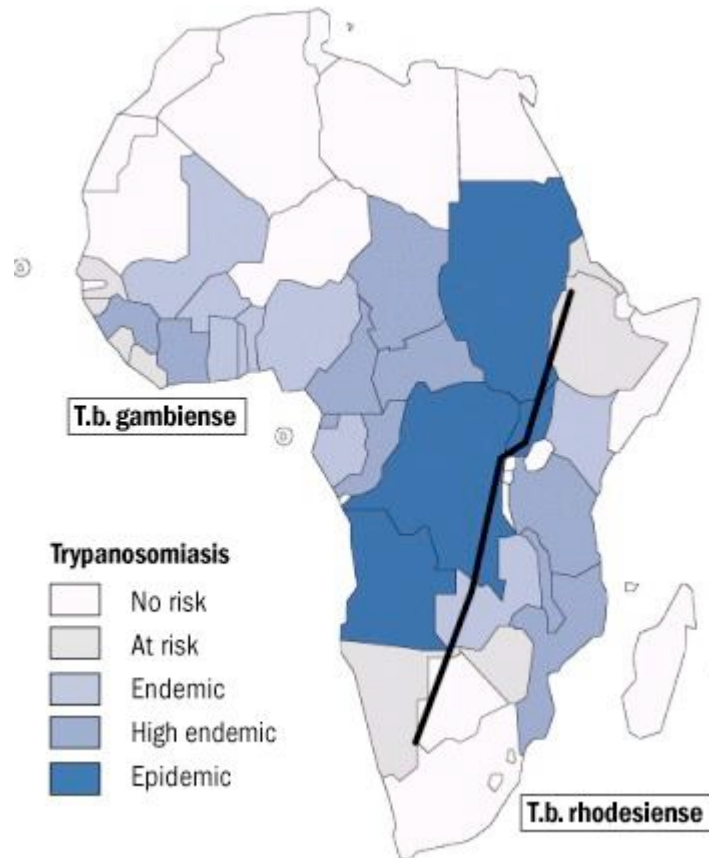 T.b. gambiense
Trypanosomiasis
No risk
At risk
Endemic
High endemic
Epidemic
T.b. rhodesiense